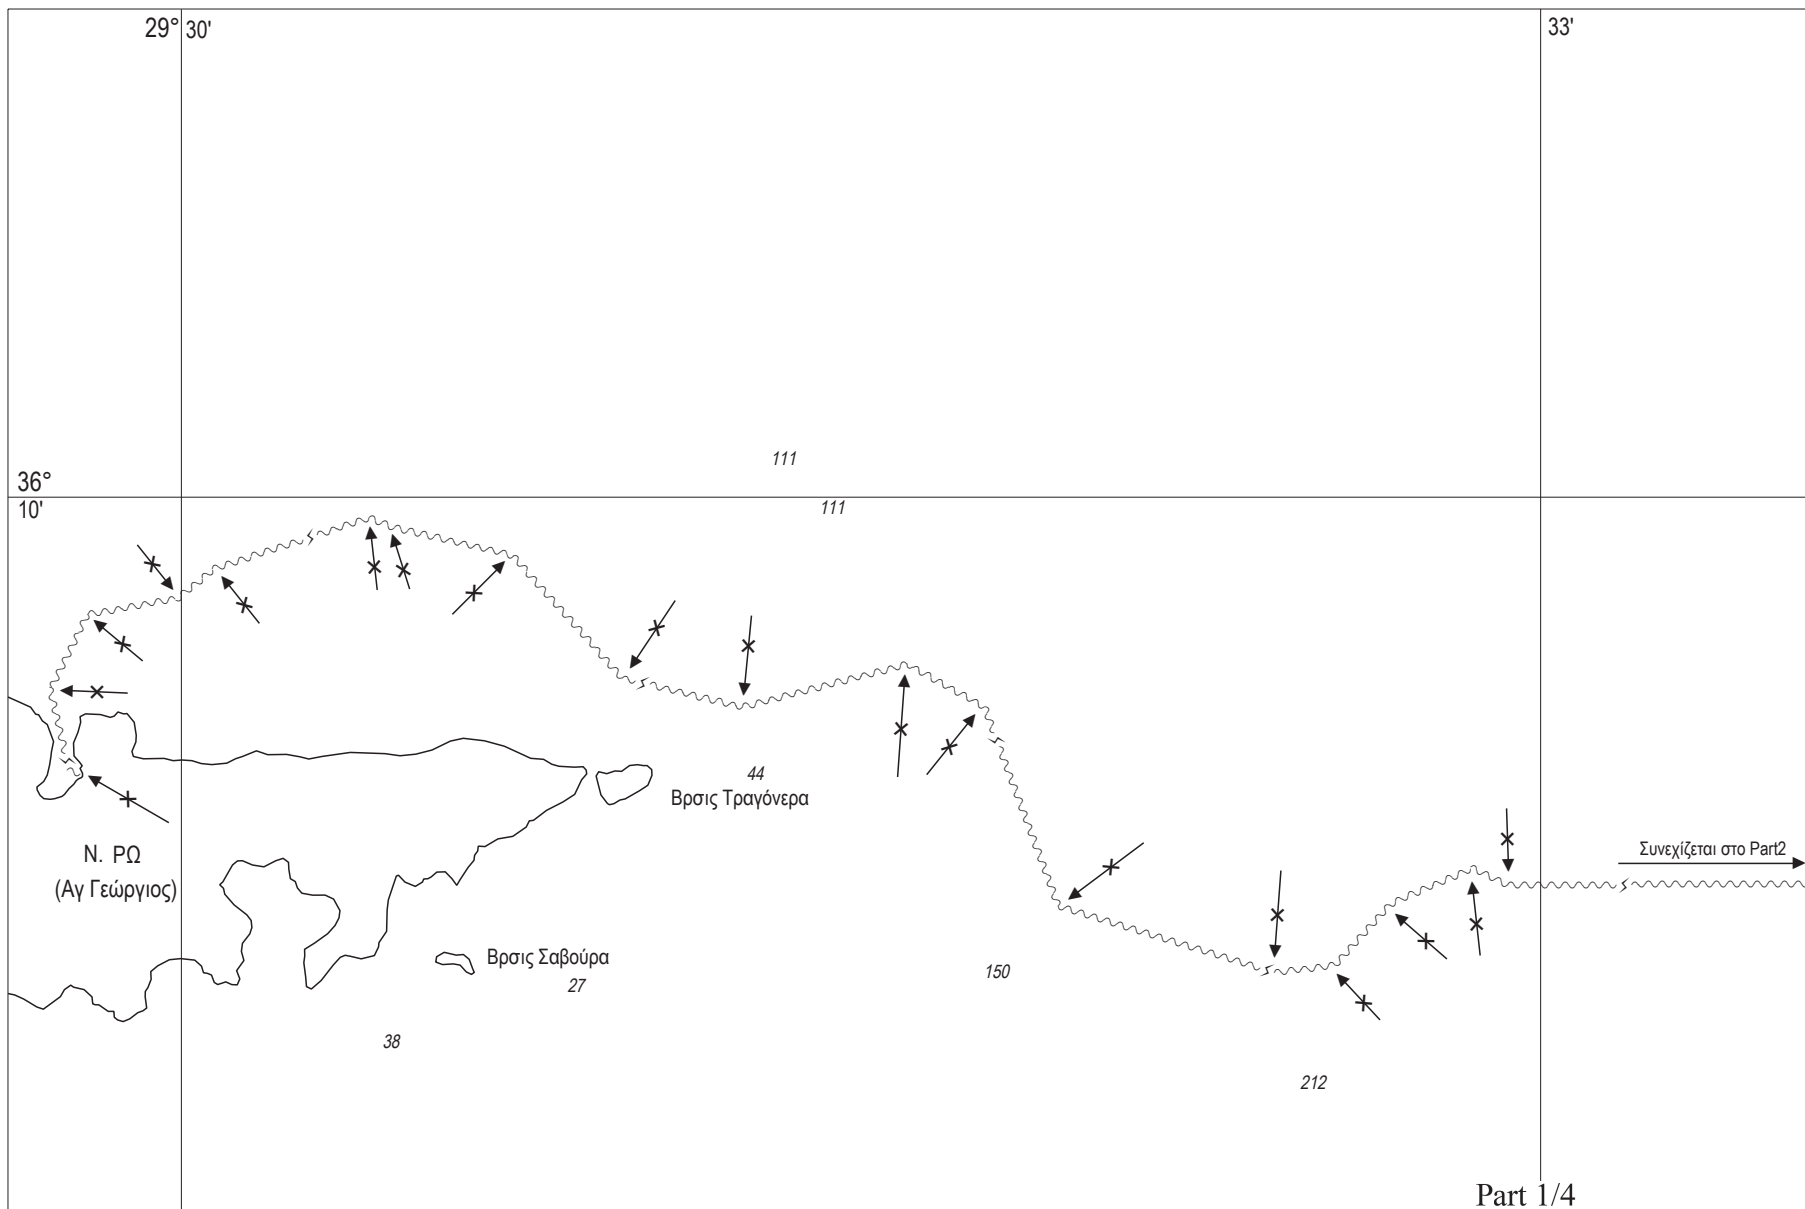 29° 30'
33'
111
36°
10'
111
44
Βρσις Τραγόνερα
Ν. ΡΩ
(Αγ Γεώργιος)
Συνεχίζεται στο Part2
Βρσις Σαβούρα
27
150
38
212
Part 1/4